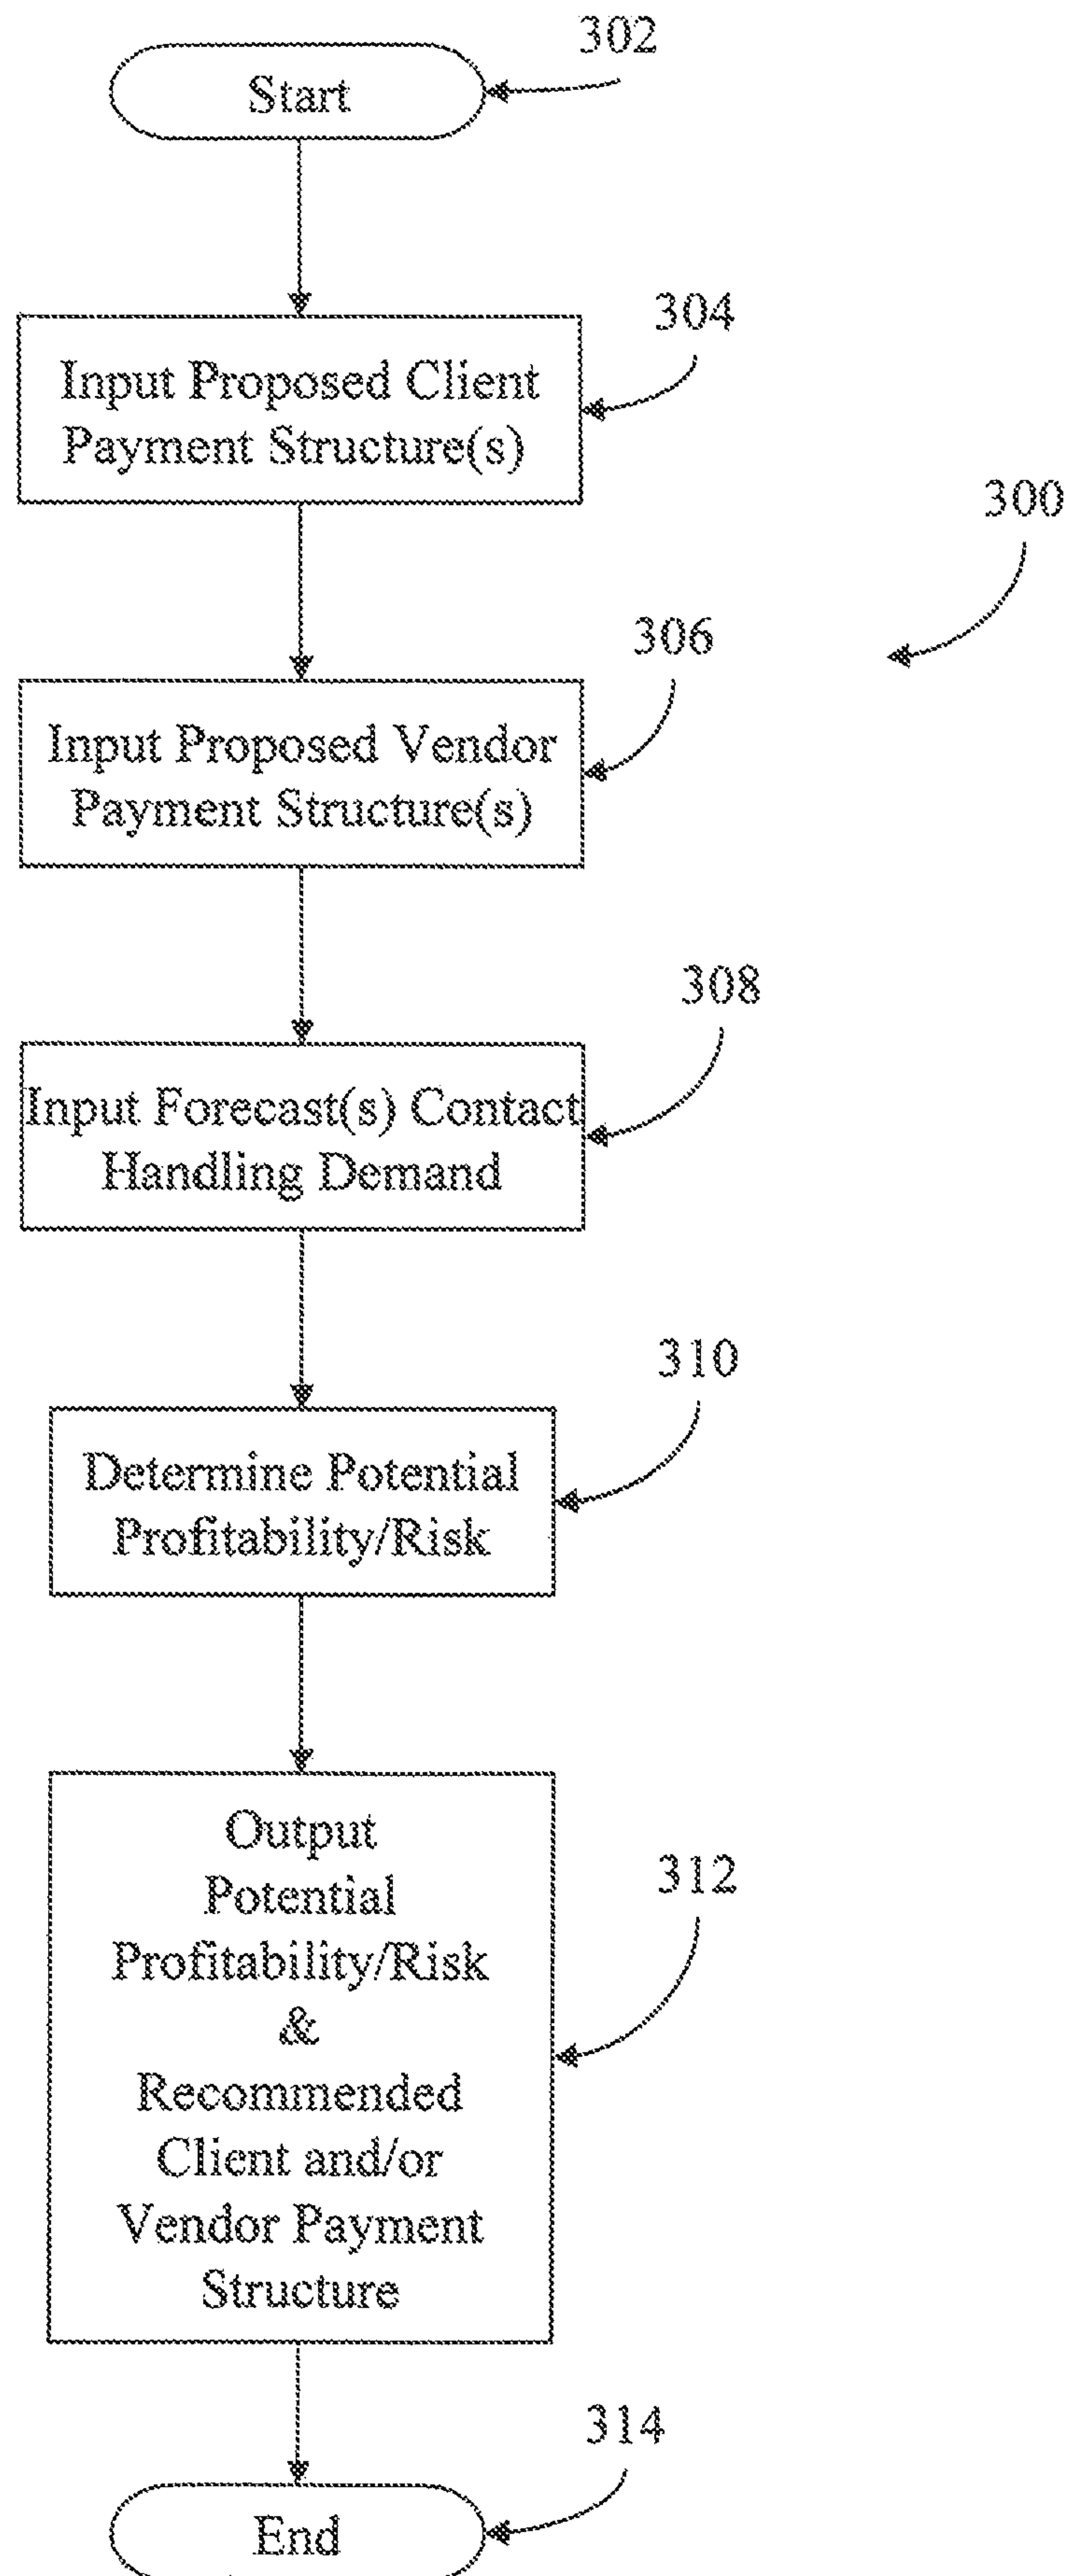 302
Start
304
Input Proposed Client
Payment Structure(s)
300
306
Input Proposed Vendor
Payment Structure(s)
308
Input Forecast(s) Contact
Handling Demand
310
Determine Potential
Profitability/Risk
312
Output
Potential
Profitability/Risk
&
Recommended
Client and/or
Vendor Payment
Structure
314
End